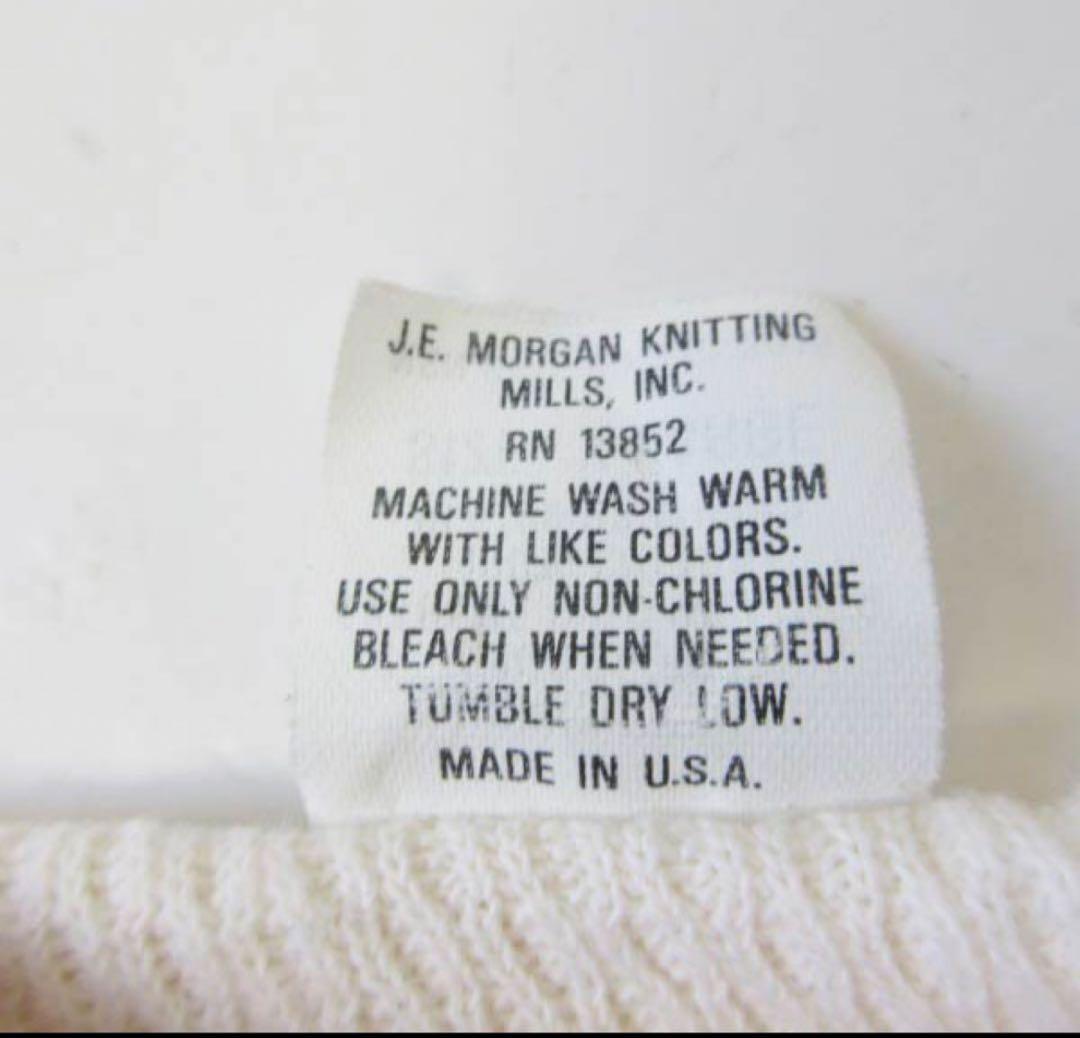 J.E. MORGAN KNITTING
MILLS, INC.
RN 13852
MACHINE WASH WARM
WITH LIKE COLORS.
USE ONLY NON-CHLORINE
BLEACH WHEN NEEDED.
TUMBLE DRY LOW.
MADE IN U.S.A.